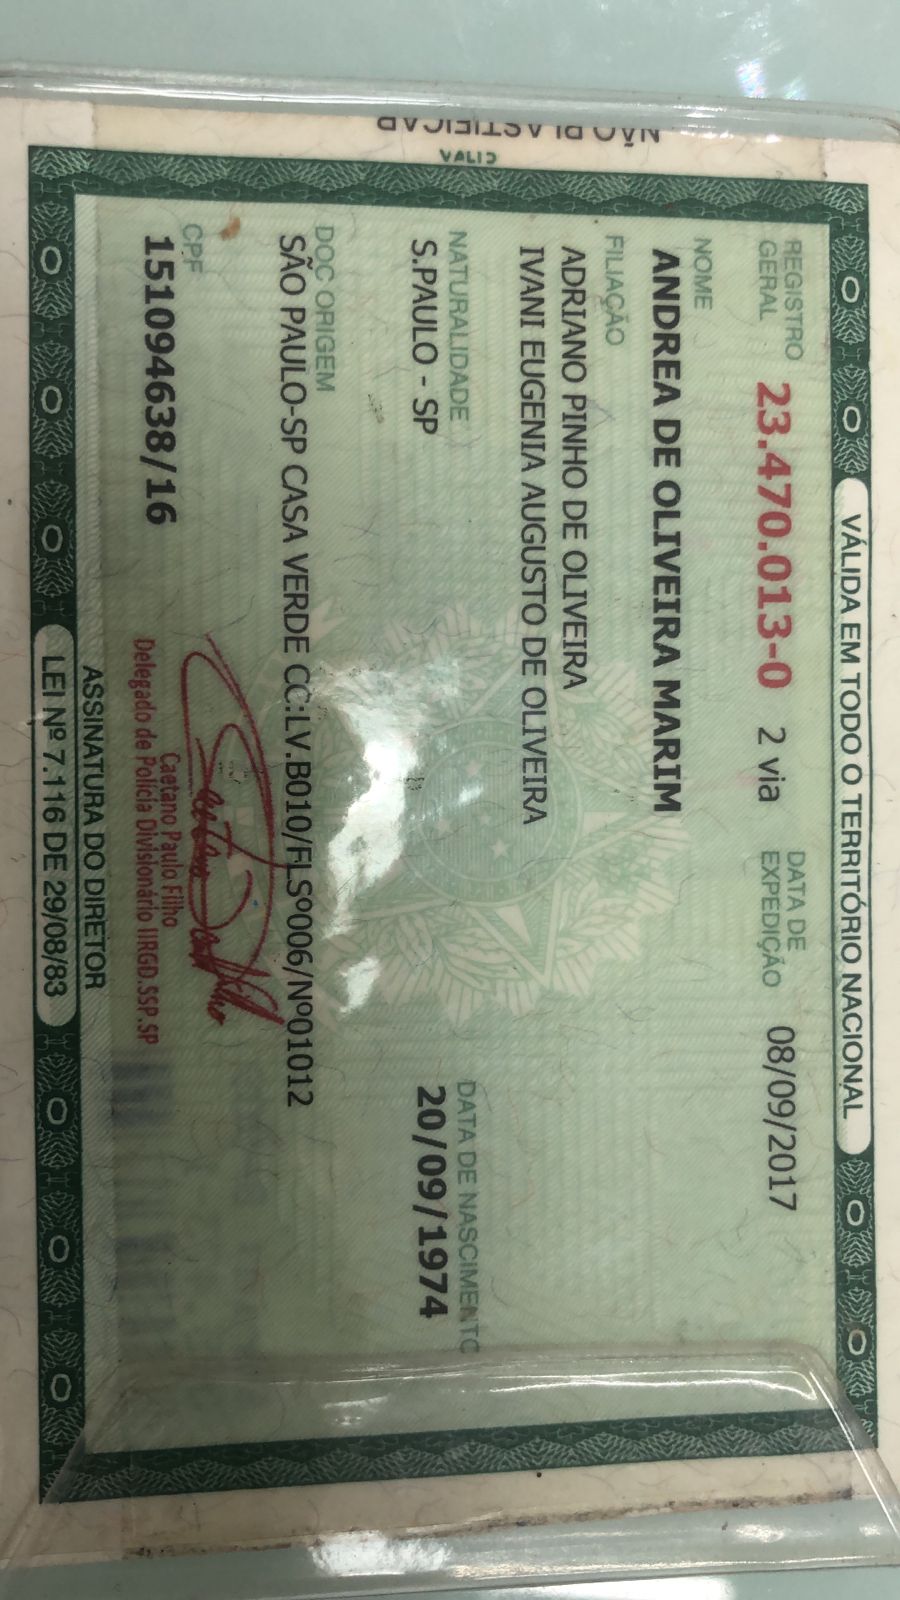 NÃO PLASTIFICAR
VÁLIDA EM TODO O TERRITÓRIO NACIONAL
REGISTRO GERAL 23.470.013-0 2 via DATA DE EXPEDIÇÃO 08/09/2017
NOME
ANDREA DE OLIVEIRA MARIM
FILIAÇÃO
ADRIANO PINHO DE OLIVEIRA
IVANI EUGENIA AUGUSTO DE OLIVEIRA
NATURALIDADE DATA DE NASCIMENTO
S.PAULO - SP 20/09/1974
DOC ORIGEM
SÃO PAULO-SP CASA VERDE CC:LV.B010/FLSº006/Nº01012
CPF
151094638/16
Caetano Paulo Filho
Delegado de Polícia Divisionário IIRGD.SSP.SP
ASSINATURA DO DIRETOR
LEI Nº 7.116 DE 29/08/83